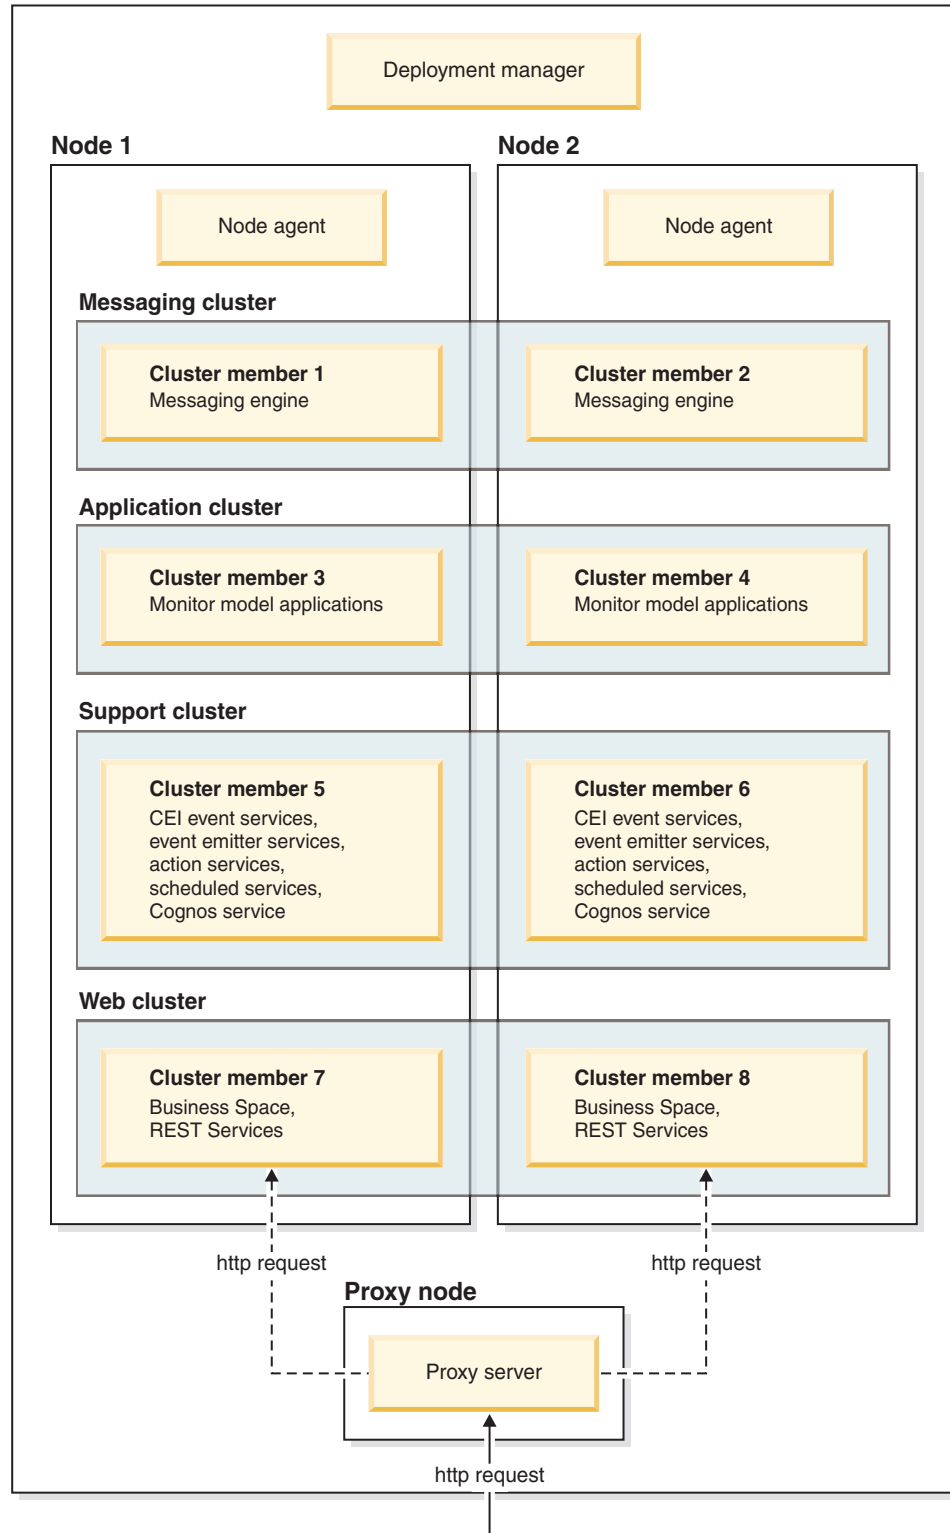 Deployment manager
Node 1
Node 2
Node agent
Node agent
Messaging cluster
Cluster member 1
Messaging engine
Cluster member 2
Messaging engine
Application cluster
Cluster member 3
Monitor model applications
Cluster member 4
Monitor model applications
Support cluster
Cluster member 5
CEI event services,
event emitter services,
action services,
scheduled services,
Cognos service
Cluster member 6
CEI event services,
event emitter services,
action services,
scheduled services,
Cognos service
Web cluster
Cluster member 7
Business Space,
REST Services
Cluster member 8
Business Space,
REST Services
http request
http request
Proxy node
Proxy server
http request